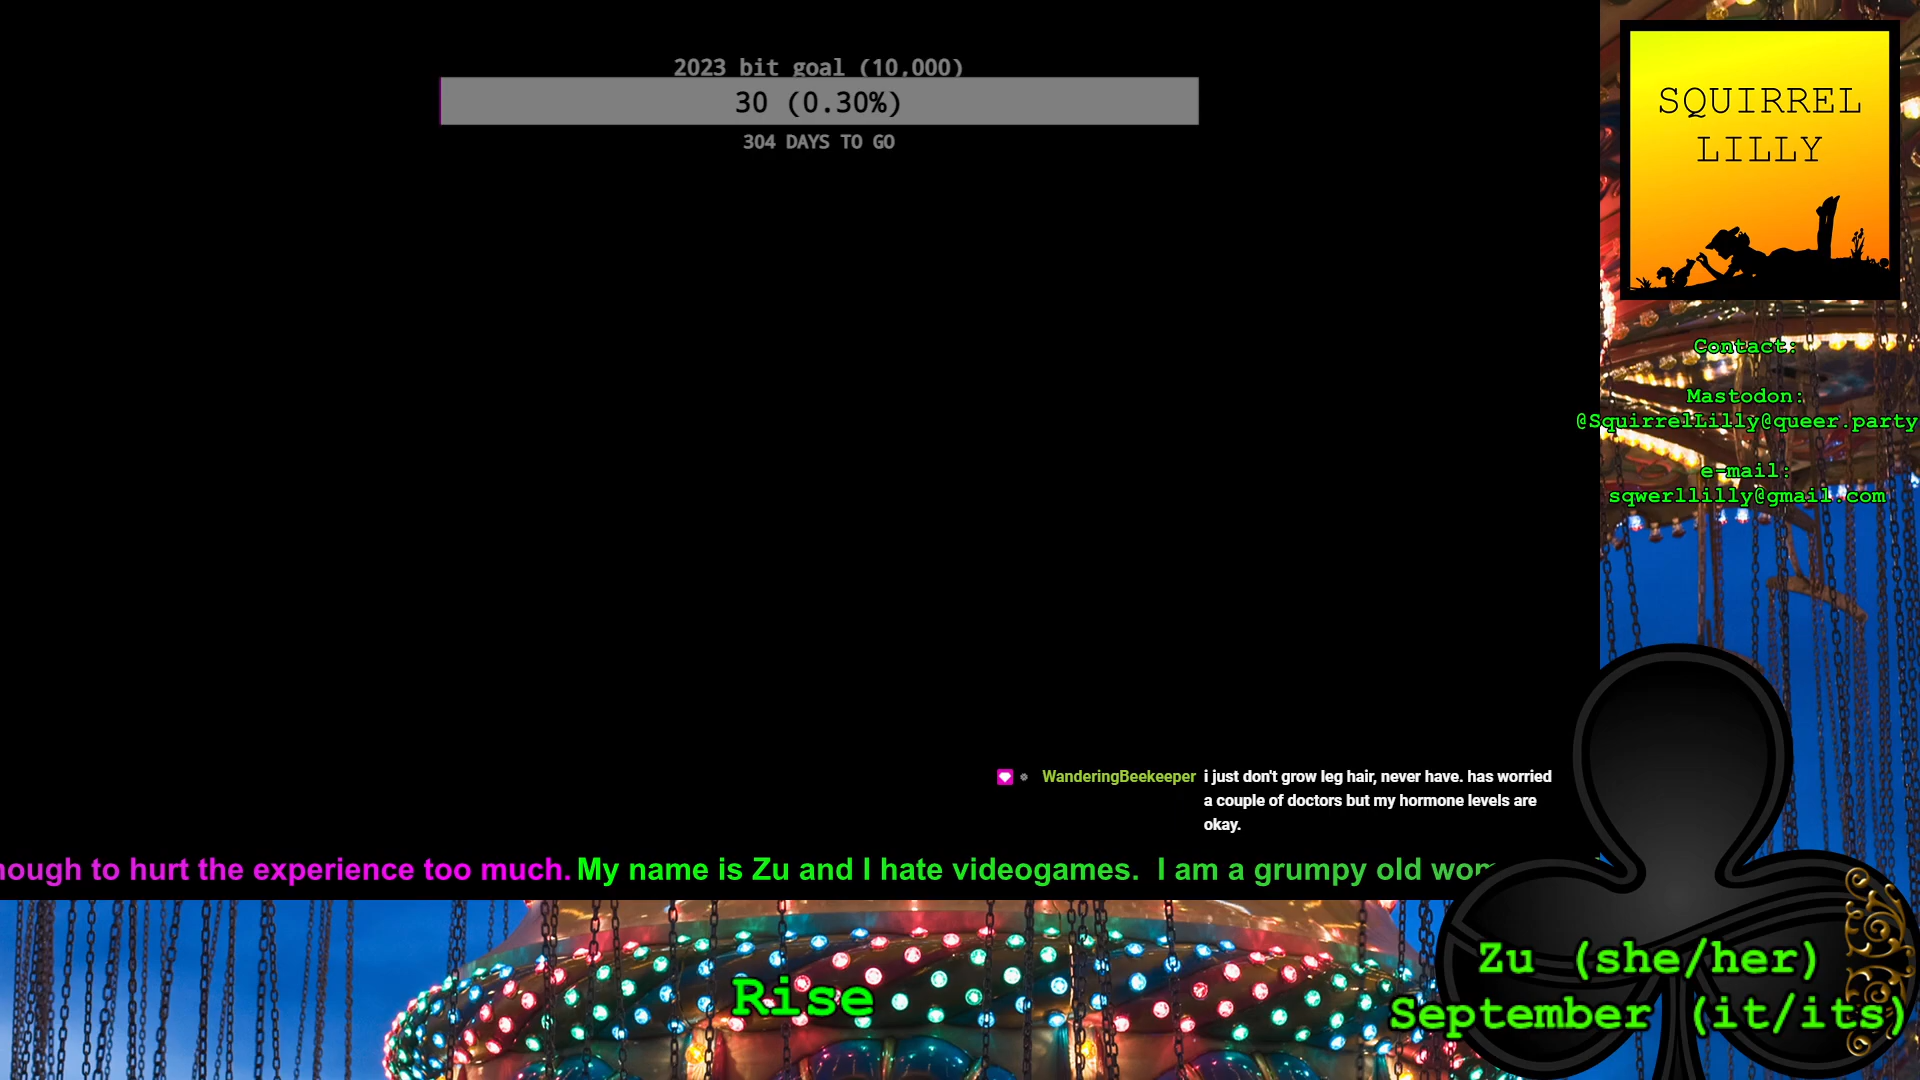 2023 bit goal (10,000)
30 (0.30%)
304 DAYS TO GO
SQUIRREL
LILLY
Contact:
Mastodon:
@SquirrelLilly@queer.party
e-mail:
sqwerllilly@gmail.com
WanderingBeekeeper i just don't grow leg hair, never have. has worried
a couple of doctors but my hormone levels are
okay.
nough to hurt the experience too much. My name is Zu and I hate videogames. I am a grumpy old wom
Rise
Zu (she/her)
September (it/its)